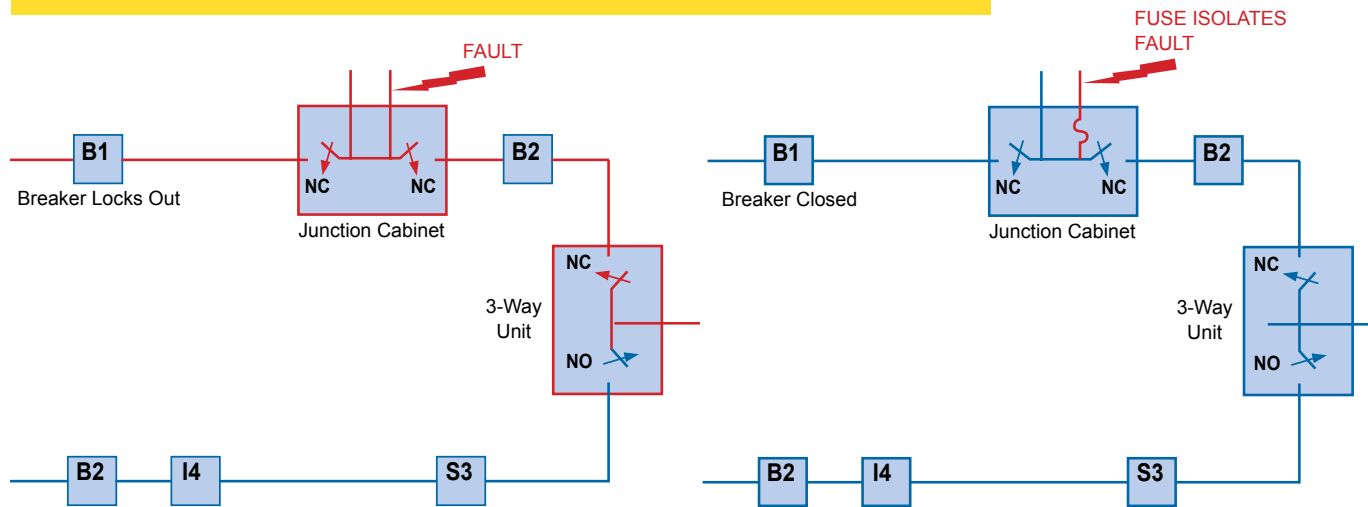 FAULT
B1
Breaker Locks Out
NC
NC
Junction Cabinet
B2
NC
3-Way
Unit
NO
B2
I4
S3
FUSE ISOLATES
FAULT
B1
Breaker Closed
NC
NC
Junction Cabinet
B2
NC
3-Way
Unit
NO
B2
I4
S3